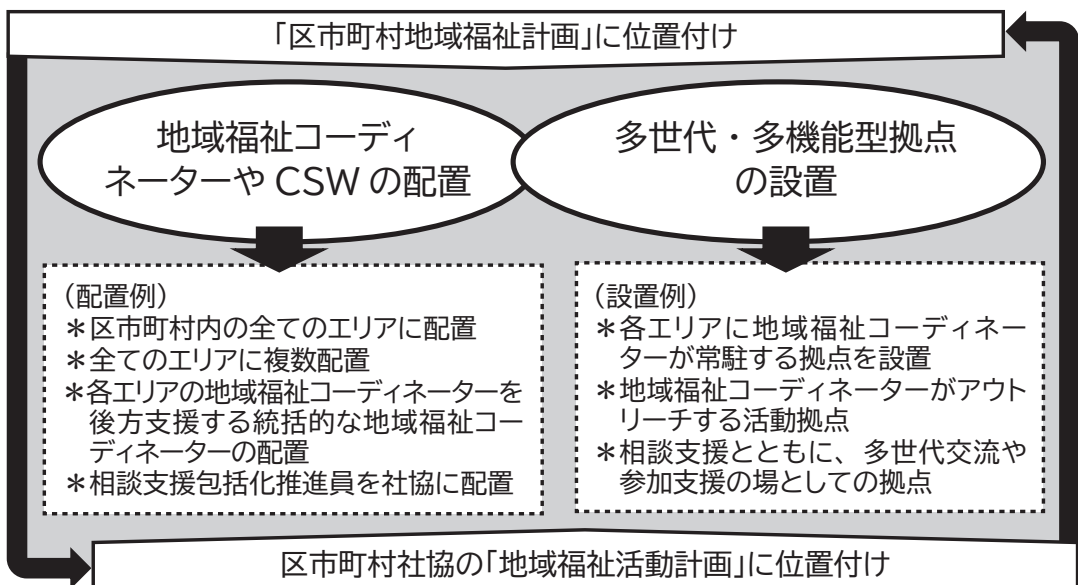 「区市町村地域福祉計画」に位置付け
地域福祉コーディ
ネーターや CSW の配置
多世代・多機能型拠点
の設置
（配置例）
＊区市町村内の全てのエリアに配置
＊全てのエリアに複数配置
＊各エリアの地域福祉コーディネーターを
後方支援する統括的な地域福祉コー
ディネーターの配置
＊相談支援包括化推進員を社協に配置
（設置例）
＊各エリアに地域福祉コーディネー
ターが常駐する拠点を設置
＊地域福祉コーディネーターがアウト
リーチする活動拠点
＊相談支援とともに、多世代交流や
参加支援の場としての拠点
区市町村社協の「地域福祉活動計画」に位置付け